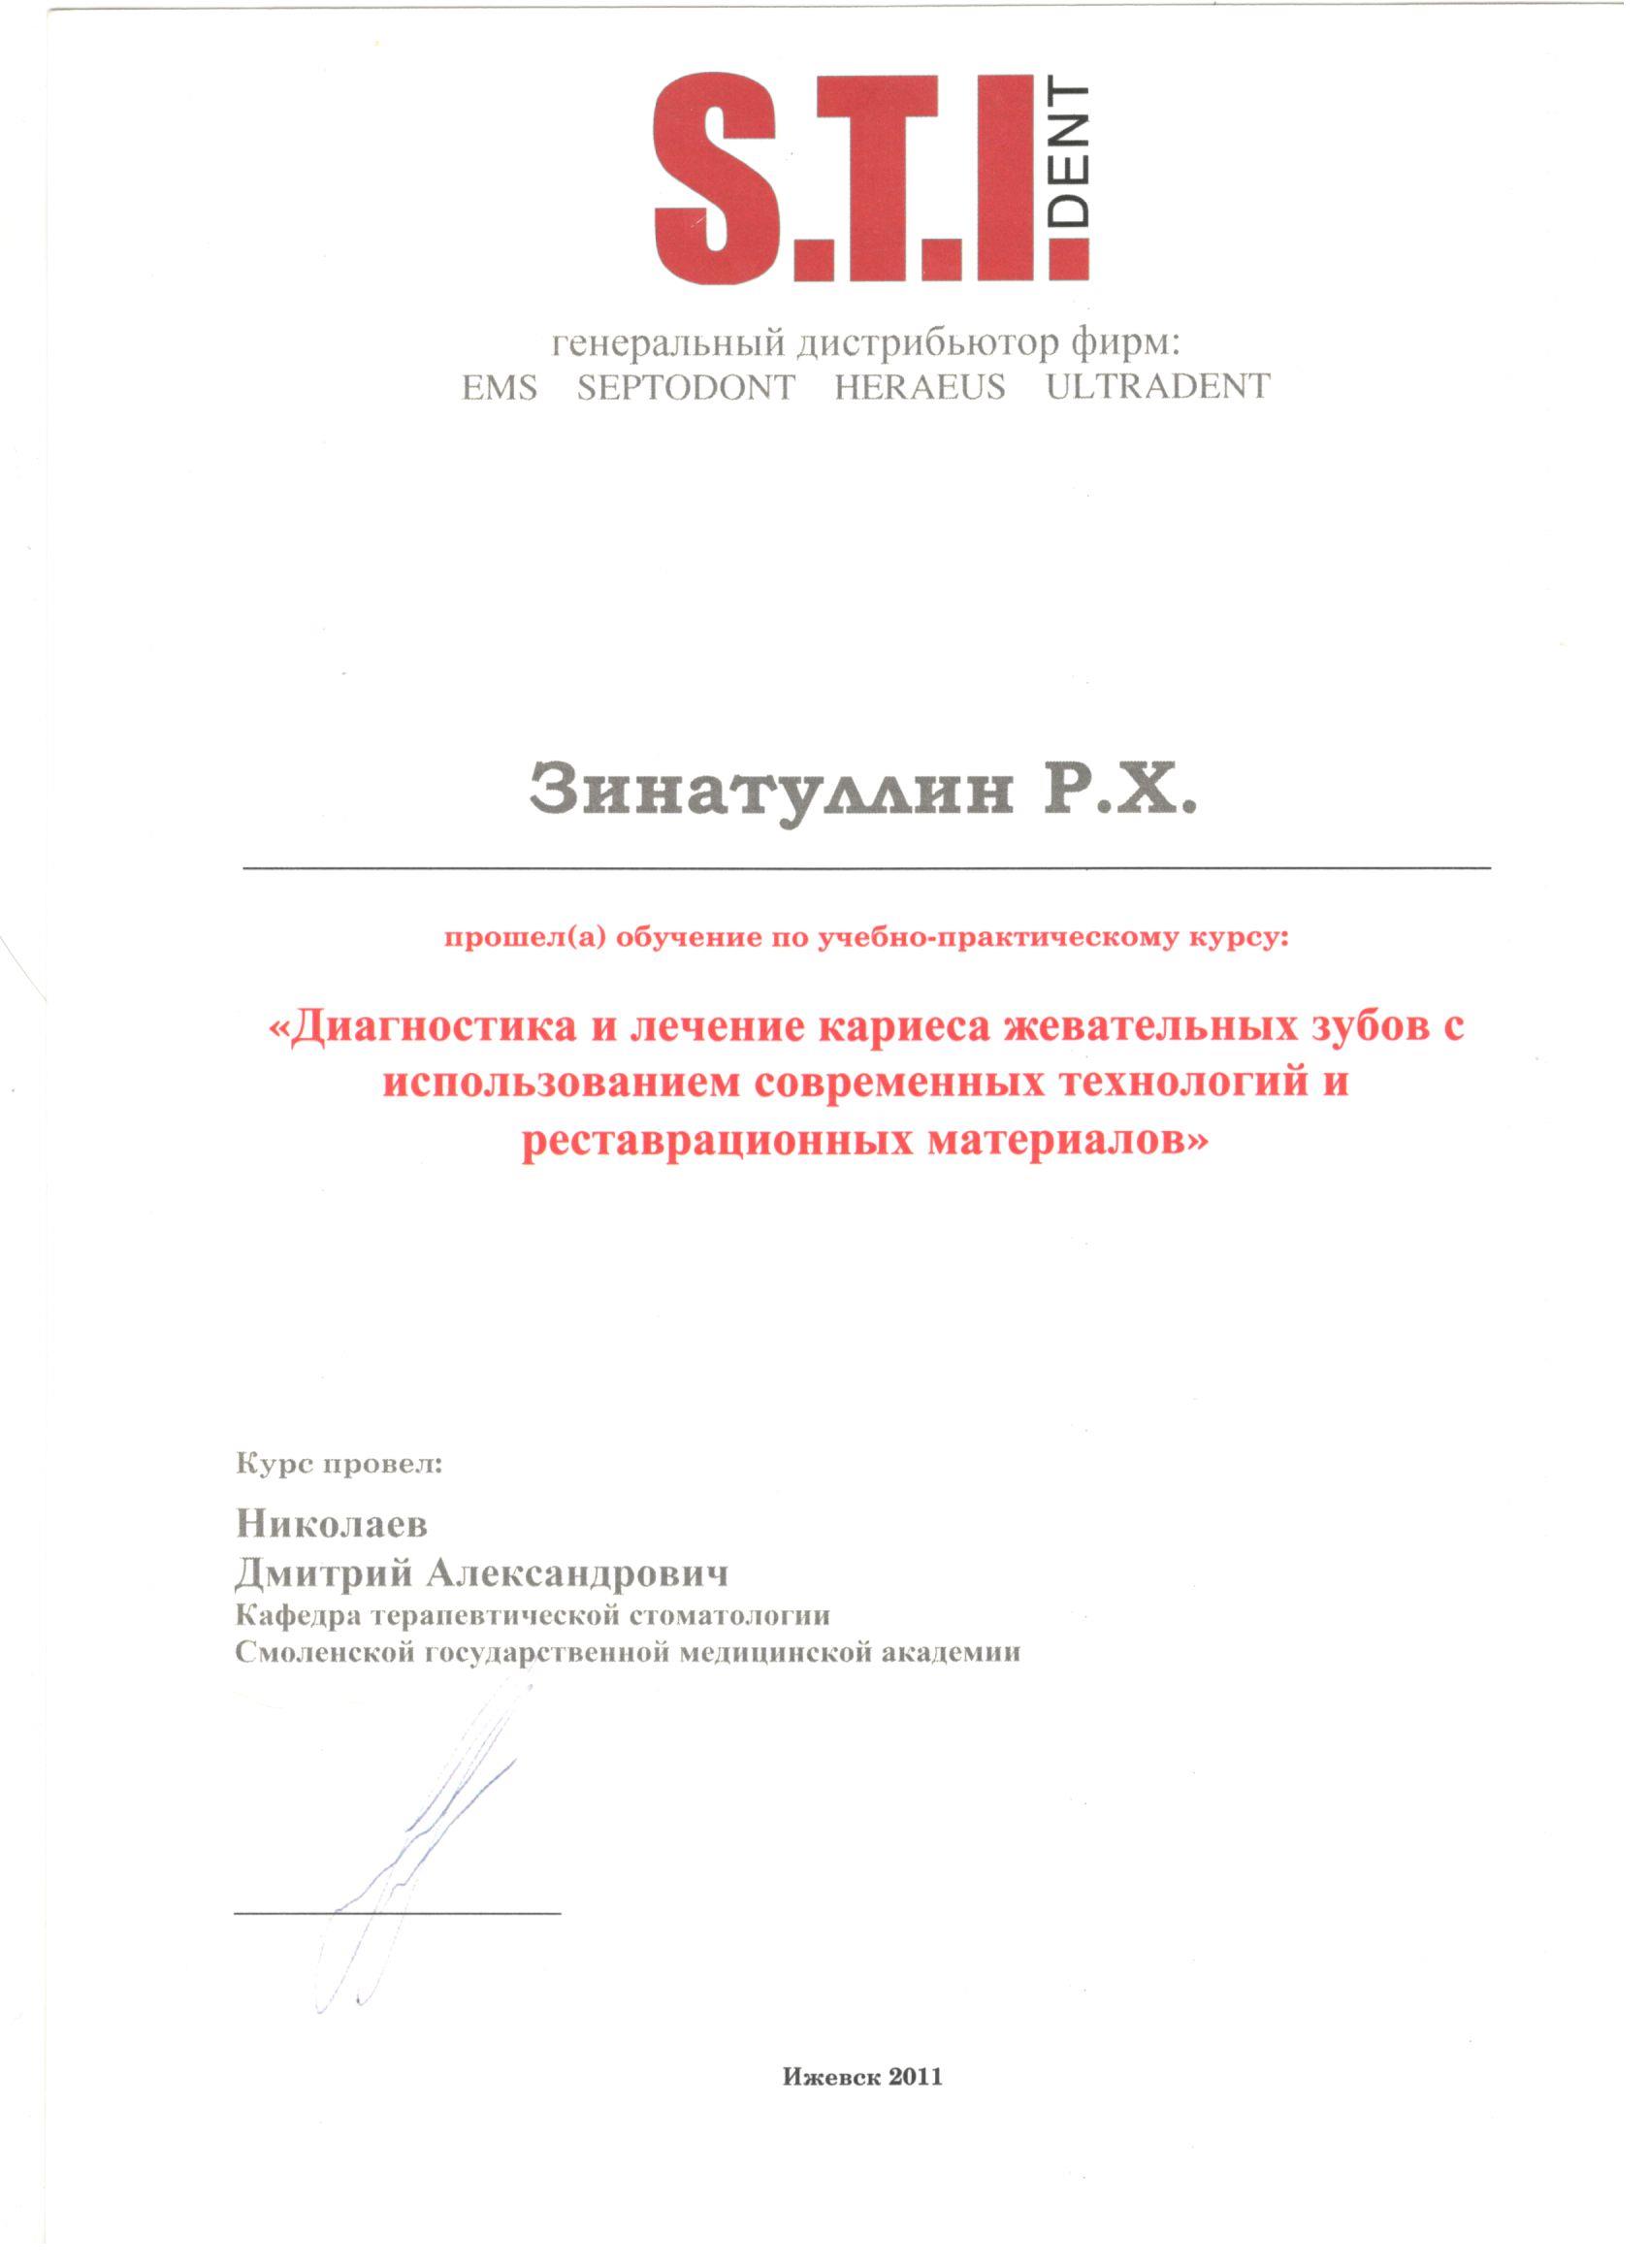 S.T.I.DENT
генеральный дистрибьютор фирм:
EMS SEPTODONT HERAEUS ULTRADENT
Зинатуллин Р.Х.
прошел(а) обучение по учебно-практическому курсу:
«Диагностика и лечение кариеса жевательных зубов с
использованием современных технологий и
реставрационных материалов»
Курс провел:
Николаев
Дмитрий Александрович
Кафедра терапевтической стоматологии
Смоленской государственной медицинской академии
Ижевск 2011